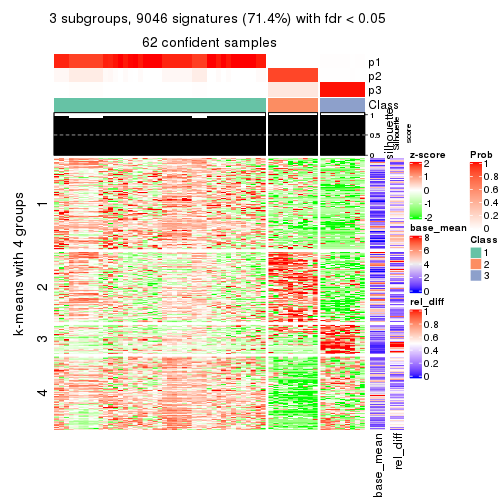 3 subgroups, 9046 signatures (71.4%) with fdr < 0.05
62 confident samples
p1
p2
p3
Class
1
0.5
0
silhouette
Silhouette
score
k-means with 4 groups
1
2
3
4
base_mean
rel_diff
z-score
2
1
0
-1
-2
base_mean
8
6
4
2
0
rel_diff
1
0.8
0.6
0.4
0.2
0
Prob
1
0.8
0.6
0.4
0.2
0
Class
1
2
3